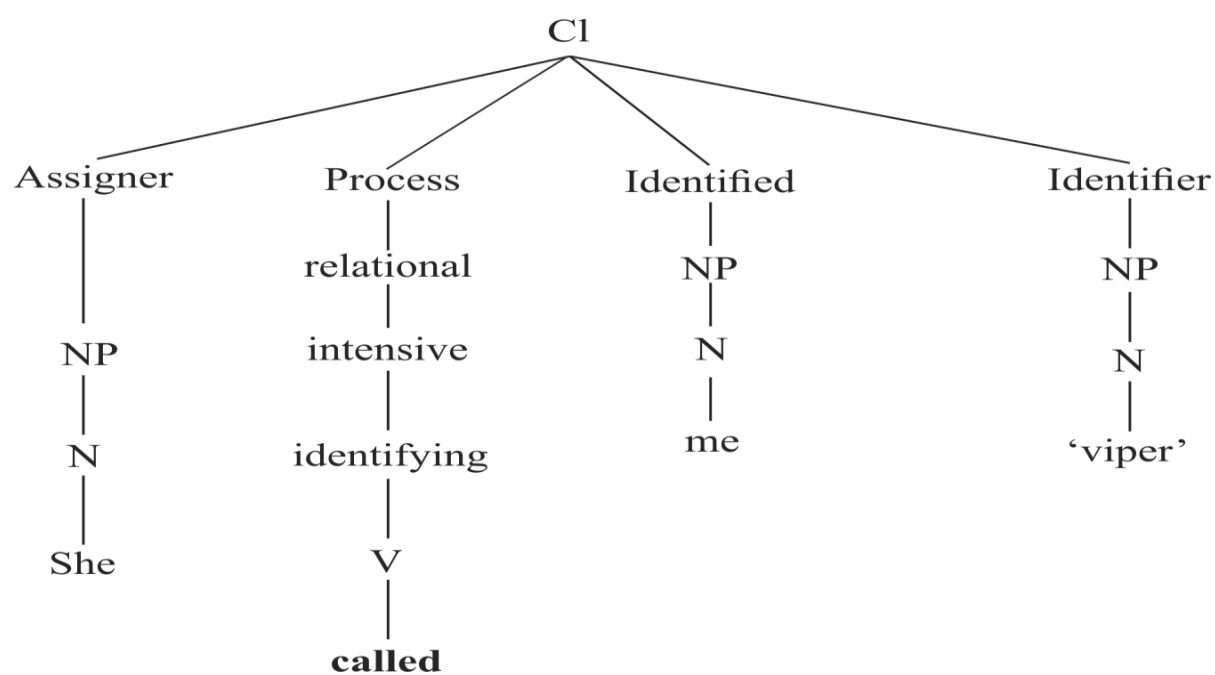 Cl
Assigner Process Identified Identifier
relational NP NP
NP intensive N N
N identifying me ‘viper’
She V
called